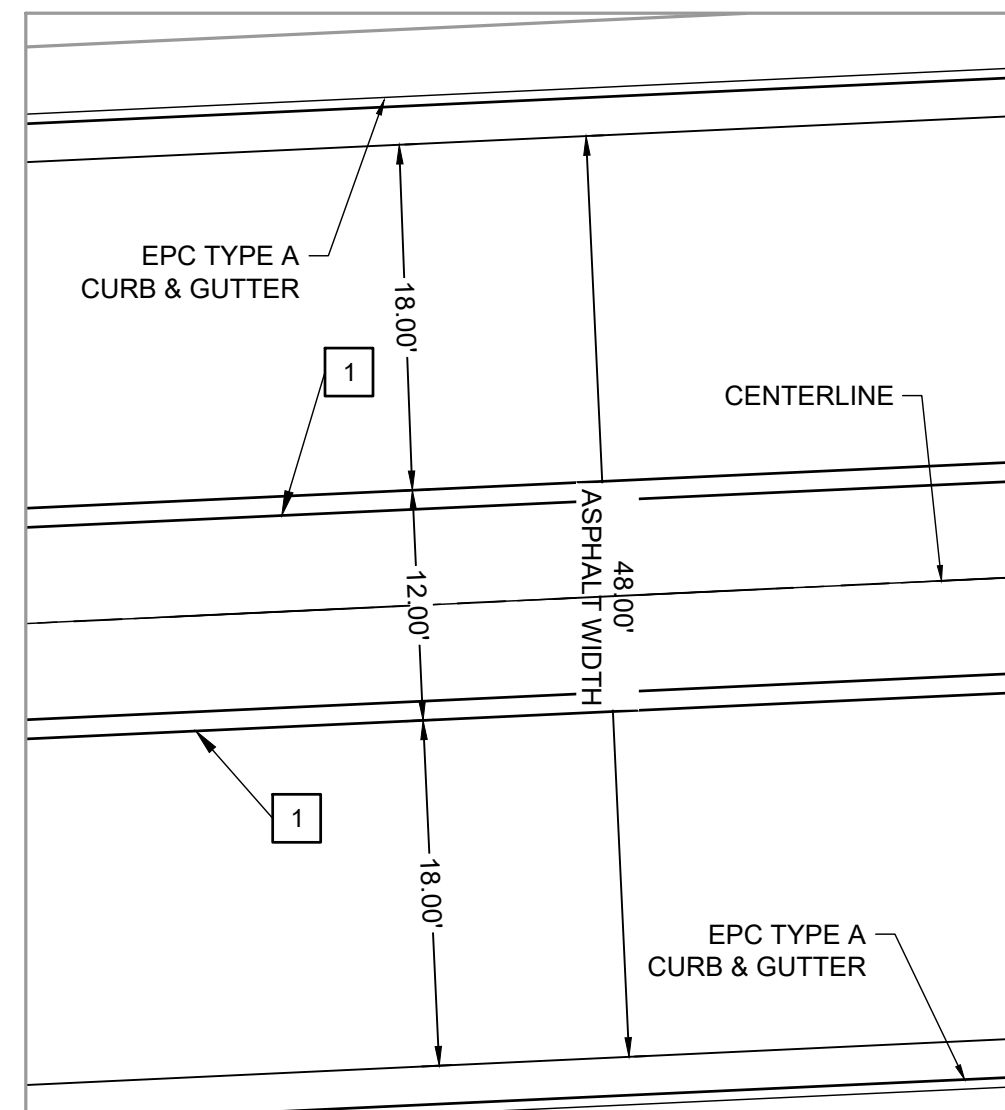 EPC TYPE A
CURB & GUTTER
18.00'
1
CENTERLINE
48.00'
ASPHALT WIDTH
12.00'
1
18.00'
EPC TYPE A
CURB & GUTTER